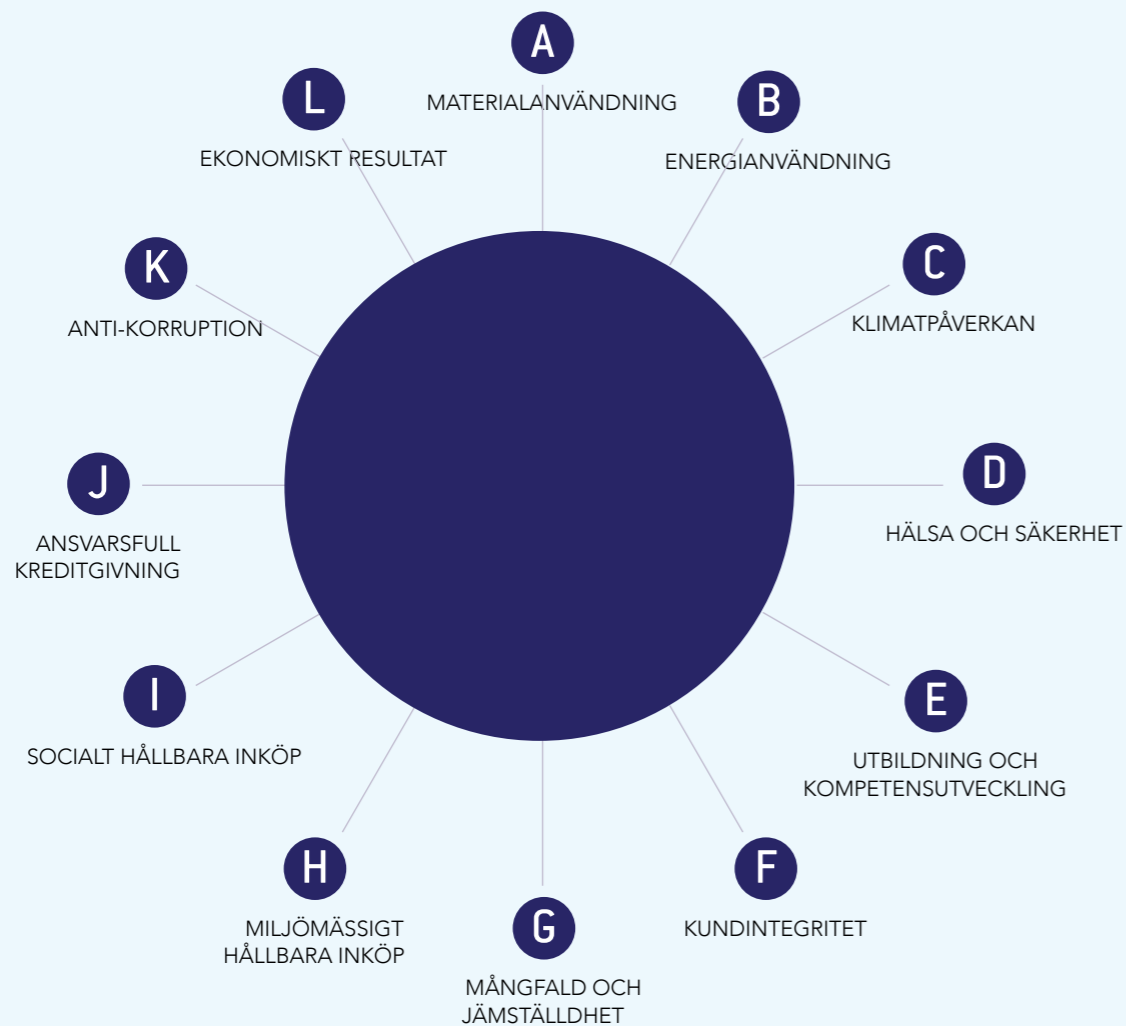 A
MATERIALANVÄNDNING
B
ENERGIANVÄNDNING
C
KLIMATPÅVERKAN
D
HÄLSA OCH SÄKERHET
E
UTBILDNING OCH
KOMPETENSUTVECKLING
F
KUNDINTEGRITET
G
MÅNGFALD OCH
JÄMSTÄLLDHET
H
MILJÖMÄSSIGT
HÅLLBARA INKÖP
I
SOCIALT HÅLLBARA INKÖP
J
ANSVARSFULL
KREDITGIVNING
K
ANTI-KORRUPTION
L
EKONOMISKT RESULTAT